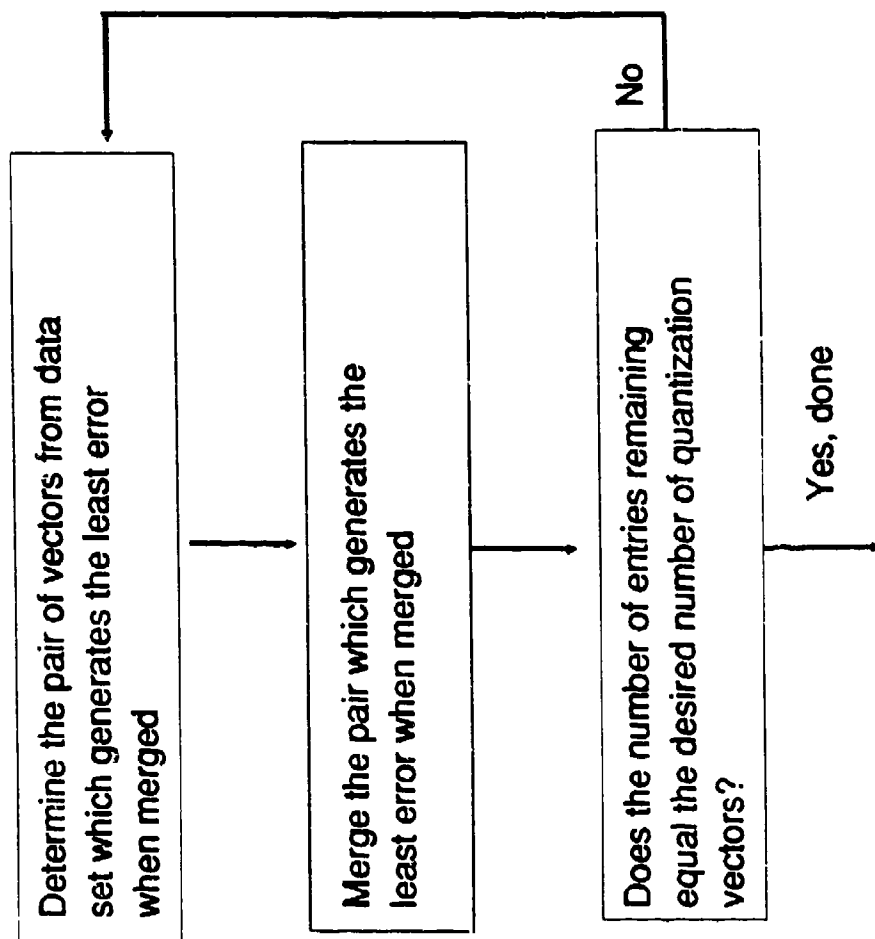 Determine the pair of vectors from data
set which generates the least error
when merged
Merge the pair which generates the
least error when merged
Does the number of entries remaining
equal the desired number of quantization
vectors?
No
Yes, done